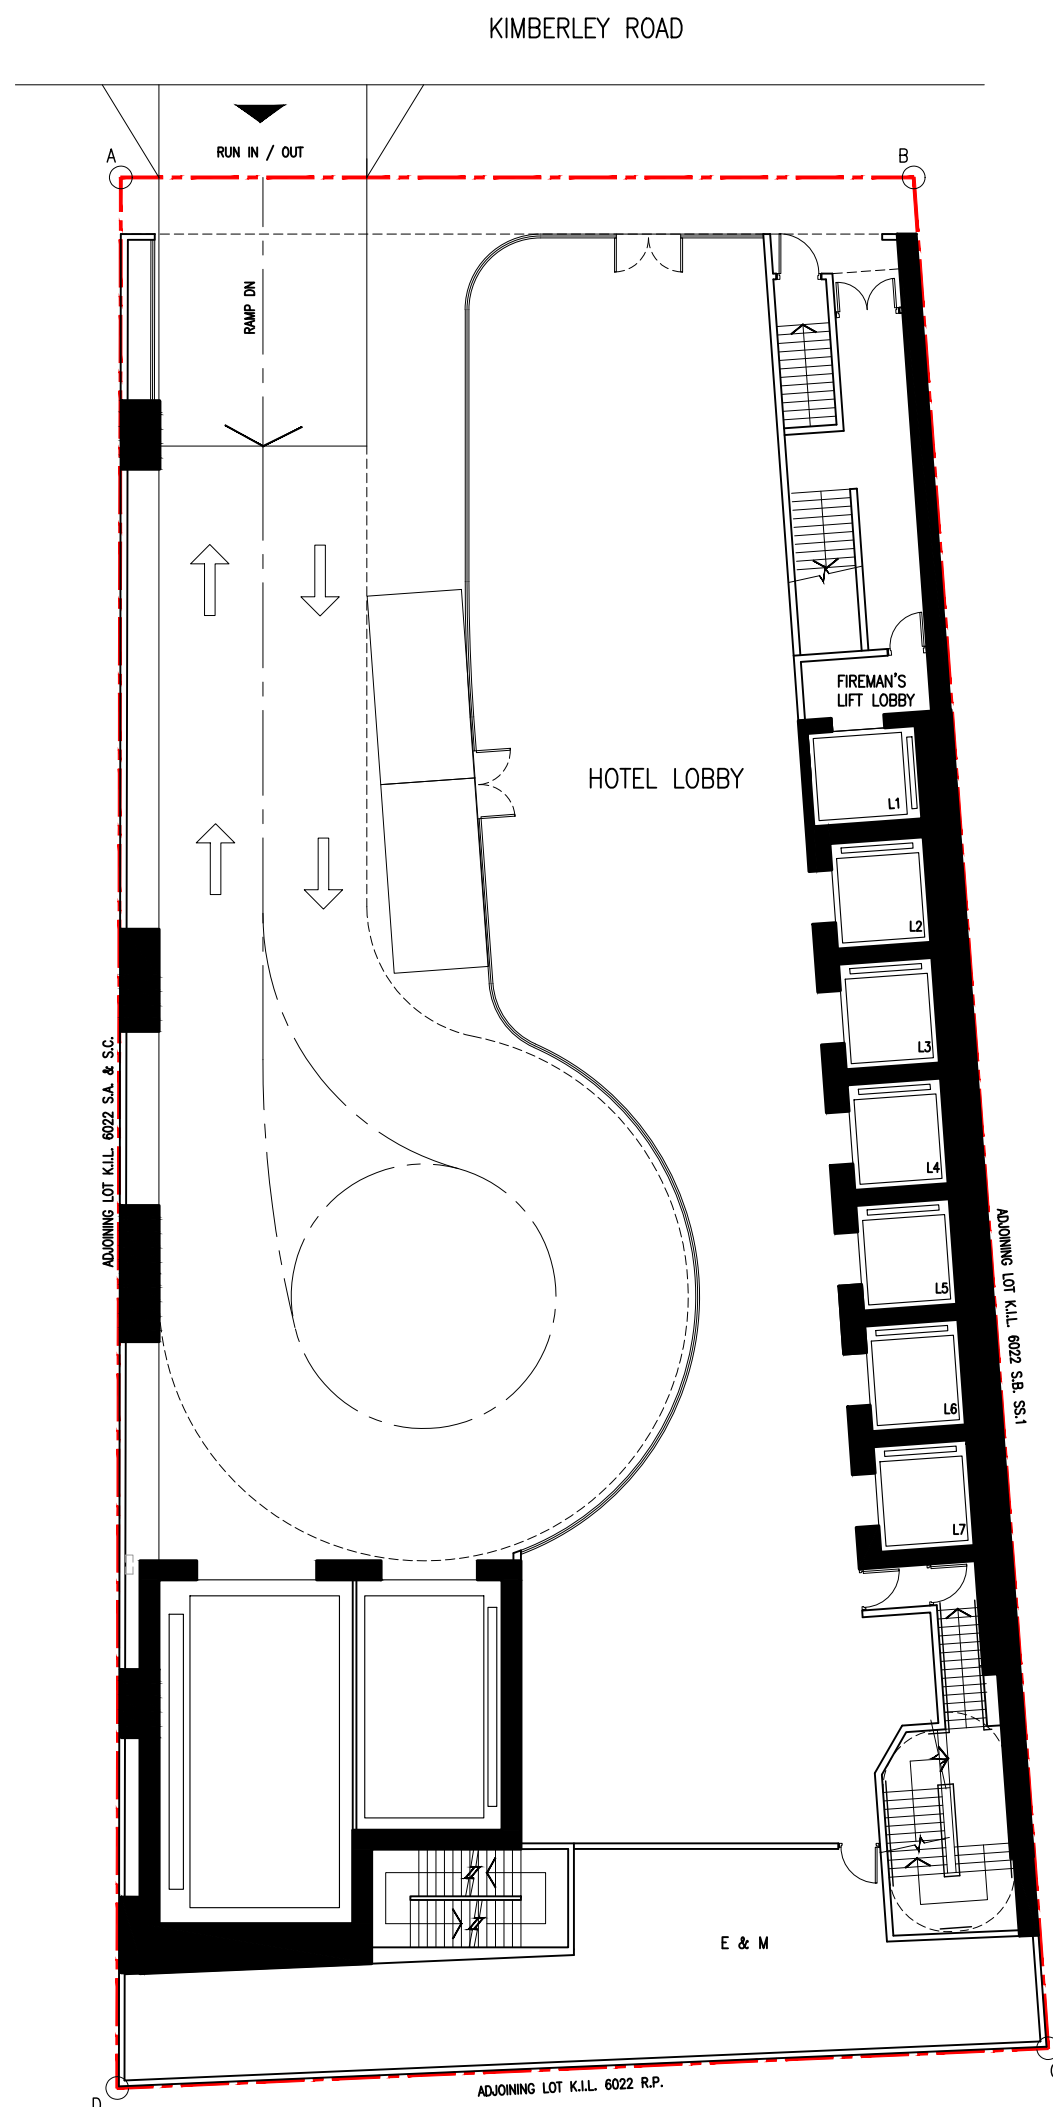 KIMBERLEY ROAD
RUN IN / OUT
A
B
RAMP DN
FIREMAN'S
LIFT LOBBY
HOTEL LOBBY
L1
L2
L3
ADJOINING LOT K.I.L. 6022 S.A. & S.C.
L4
L5
ADJOINING LOT K.I.L. 6022 S.B. SS.1
L6
L7
E & M
ADJOINING LOT K.I.L. 6022 R.P.
C
D